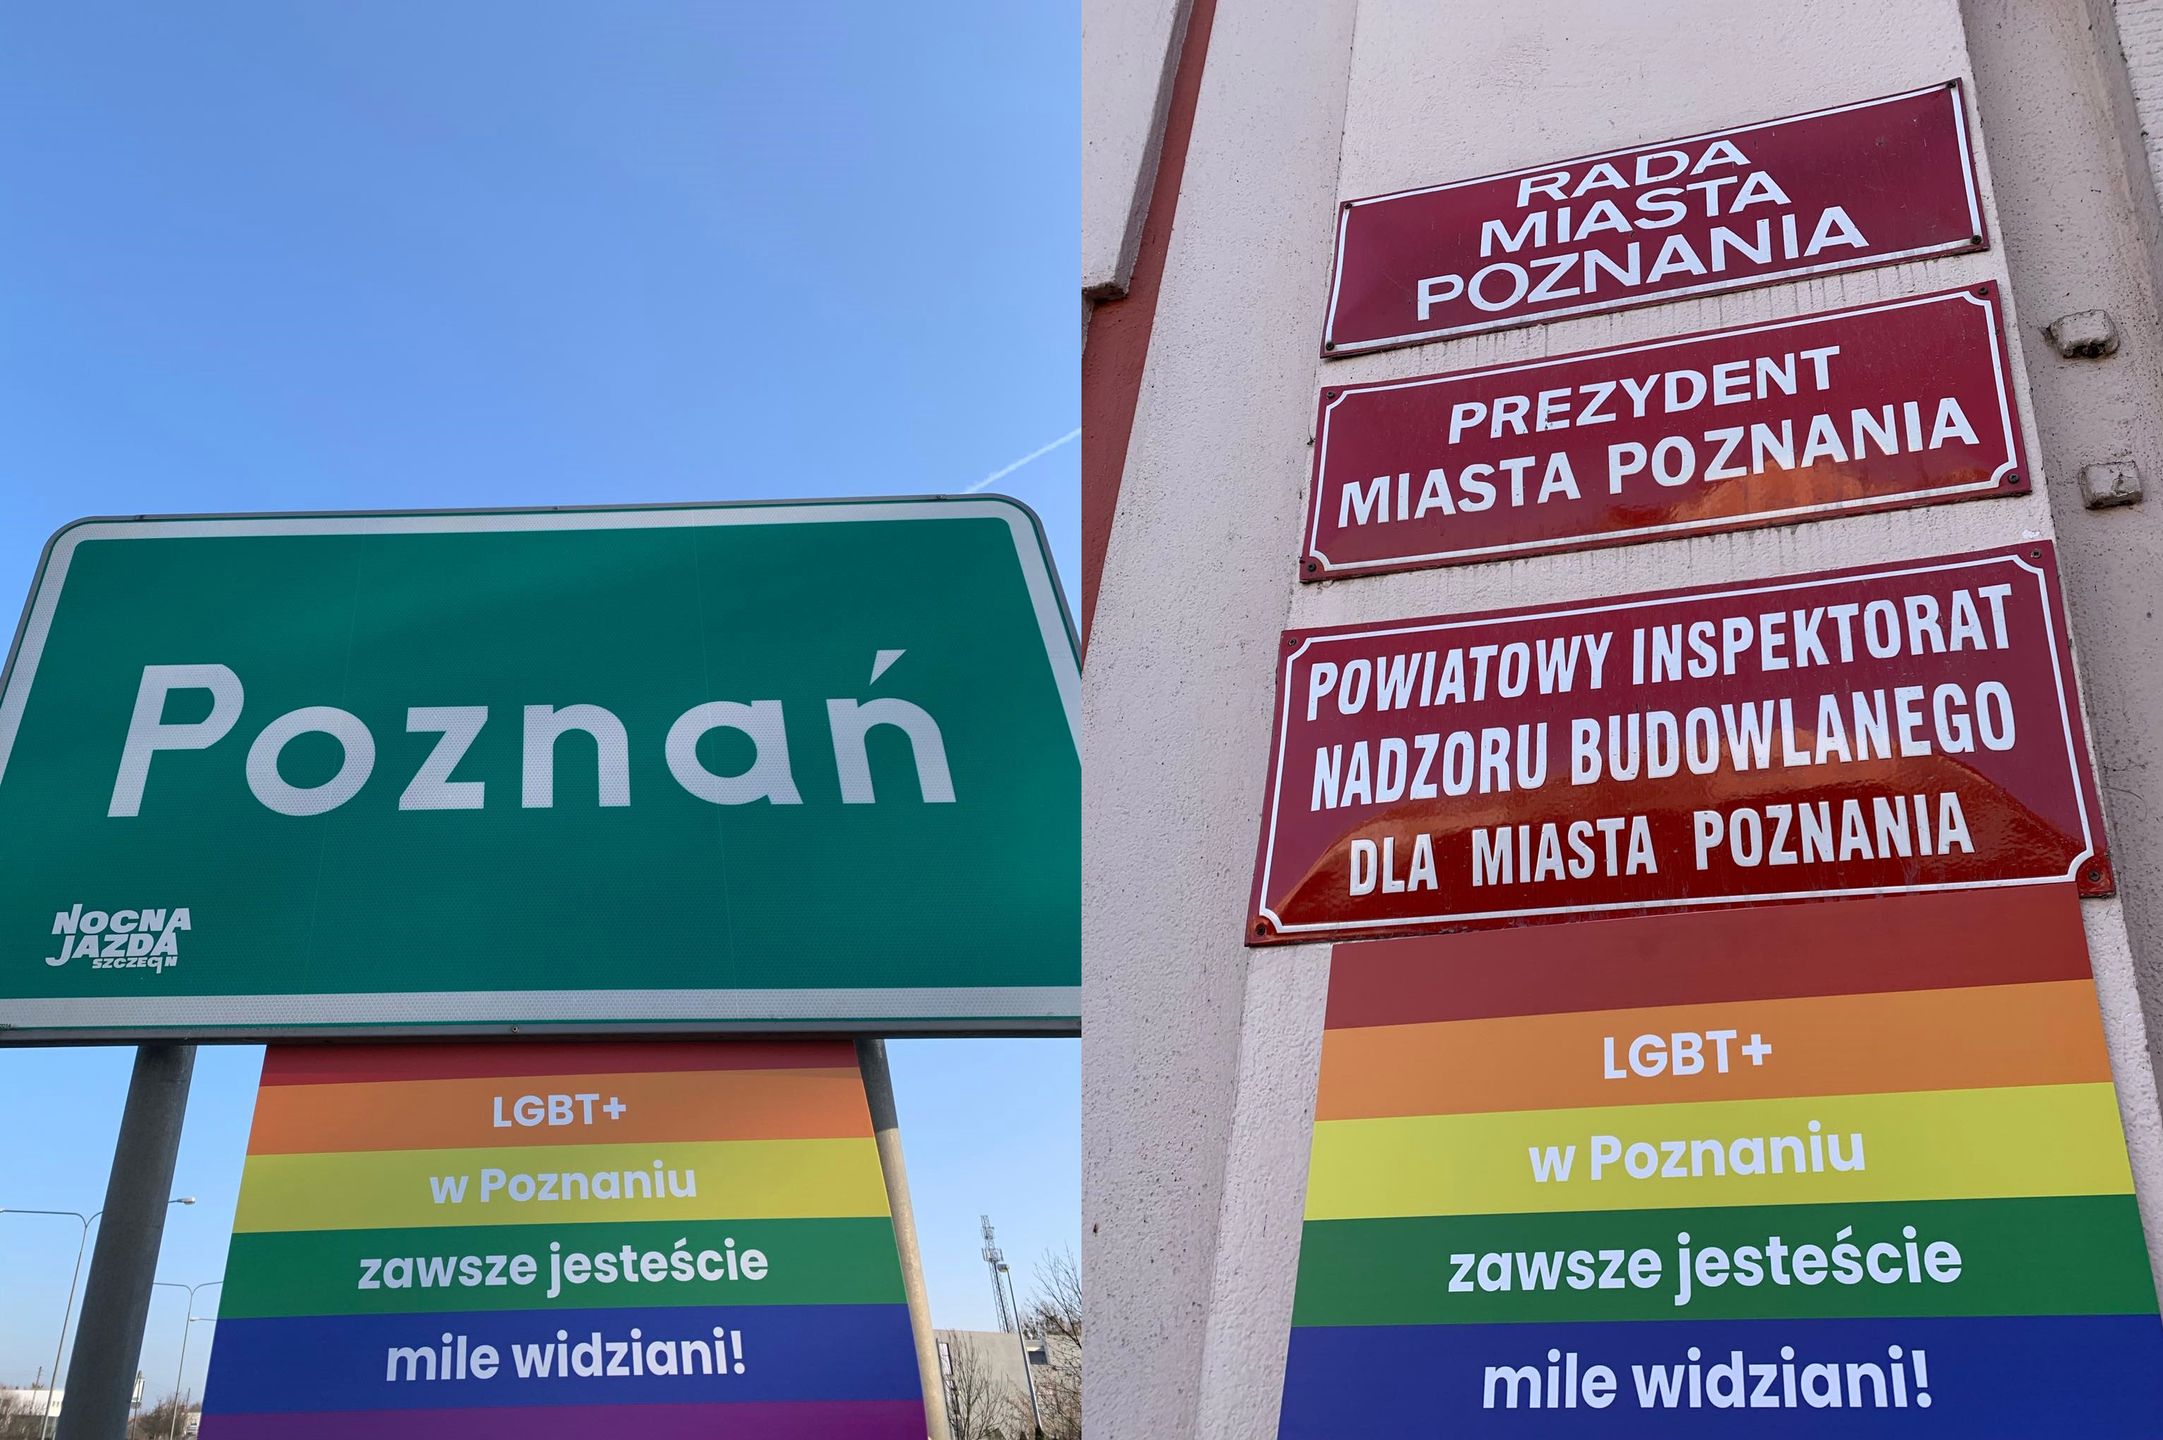 Poznań
NOCNA
JAZDA
SZCZECIN
LGBT+
w Poznaniu
zawsze jesteście
mile widziani!
RADA
MIASTA
POZNANIA
PREZYDENT
MIASTA POZNANIA
POWIATOWY INSPEKTORAT
NADZORU BUDOWLANEGO
DLA MIASTA POZNANIA
LGBT+
w Poznaniu
zawsze jesteście
mile widziani!